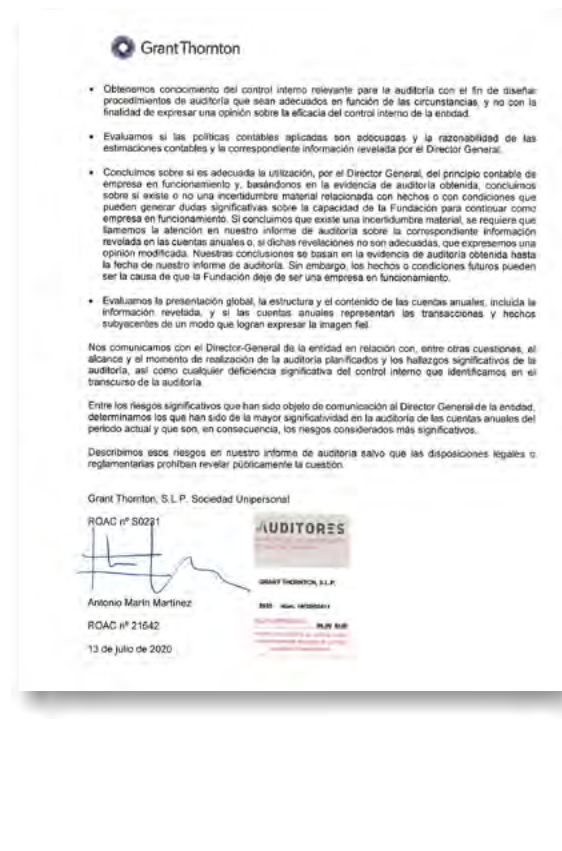 Grant Thornton
• Obtenemos conocimiento del control interno relevante para la auditoría con el fin de diseñar
procedimientos de auditoría que sean adecuados en función de las circunstancias, y no con la
finalidad de expresar una opinión sobre la eficacia del control interno de la entidad.
• Evaluamos si las políticas contables aplicadas son adecuadas y la razonabilidad de las
estimaciones contables y la correspondiente información revelada por el Director General.
• Concluimos sobre si es adecuada la utilización, por el Director General, del principio contable de
empresa en funcionamiento y, basándonos en la evidencia de auditoría obtenida, concluimos
sobre si existe o no una incertidumbre material relacionada con hechos o con condiciones que
pueden generar dudas significativas sobre la capacidad de la Fundación para continuar como
empresa en funcionamiento. Si concluimos que existe una incertidumbre material, se requiere que
llamemos la atención en nuestro informe de auditoría sobre la correspondiente información
revelada en las cuentas anuales o, si dichas revelaciones no son adecuadas, que expresemos una
opinión modificada. Nuestras conclusiones se basan en la evidencia de auditoría obtenida hasta
la fecha de nuestro informe de auditoría. Sin embargo, los hechos o condiciones futuros pueden
ser la causa de que la Fundación deje de ser una empresa en funcionamiento.
• Evaluamos la presentación global, la estructura y el contenido de las cuentas anuales, incluida la
información revelada, y si las cuentas anuales representan las transacciones y hechos
subyacentes de un modo que logran expresar la imagen fiel.
Nos comunicamos con el Director-General de la entidad en relación con, entre otras cuestiones, el
alcance y el momento de realización de la auditoría planificados y los hallazgos significativos de la
auditoría, así como cualquier deficiencia significativa del control interno que identificamos en el
transcurso de la auditoría.
Entre los riesgos significativos que han sido objeto de comunicación al Director General de la entidad,
determinamos los que han sido de la mayor significatividad en la auditoría de las cuentas anuales del
periodo actual y que son, en consecuencia, los riesgos considerados más significativos.
Describimos esos riesgos en nuestro informe de auditoría salvo que las disposiciones legales o
reglamentarias prohíban revelar públicamente la cuestión.
Grant Thornton, S.L.P. Sociedad Unipersonal
ROAC nº S0231
AUDITORES
GRANT THORNTON, S.L.P.
Antonio Marín Martínez
ROAC nº 21642
13 de julio de 2020